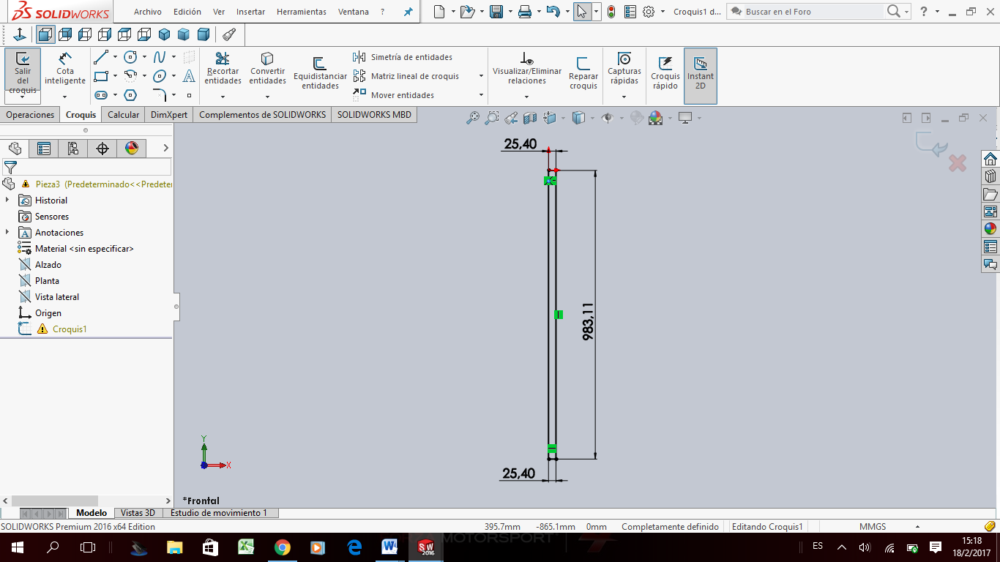 SOLIDWORKS Archivo Edición Ver Insertar Herramientas Ventana ? Croquis1 d... Buscar en el Foro ?
Salir del croquis
Cota inteligente
Recortar entidades
Convertir entidades
Equidistanciar entidades
Simetría de entidades
Matriz lineal de croquis
Mover entidades
Visualizar/Eliminar relaciones
Reparar croquis
Capturas rápidas
Croquis rápido
Instant 2D
Operaciones Croquis Calcular DimXpert Complementos de SOLIDWORKS SOLIDWORKS MBD
Pieza3 (Predeterminado<<Predeter
Historial
Sensores
Anotaciones
Material <sin especificar>
Alzado
Planta
Vista lateral
Origen
Croquis1
25,40
983,11
25,40
Y
X
*Frontal
Modelo Vistas 3D Estudio de movimiento 1
SOLIDWORKS Premium 2016 x64 Edition 395.7mm -865.1mm 0mm Completamente definido Editando Croquis1 MMGS
MOTORSPORT
SW 2016
ES
15:18
18/2/2017